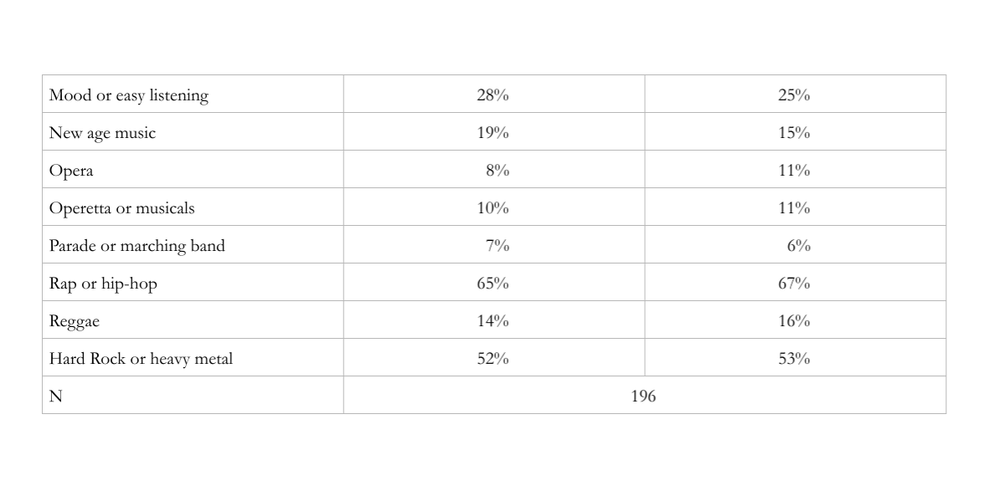 Mood or easy listening 28% 25%
New age music 19% 15%
Opera 8% 11%
Operetta or musicals 10% 11%
Parade or marching band 7% 6%
Rap or hip-hop 65% 67%
Reggae 14% 16%
Hard Rock or heavy metal 52% 53%
N 196